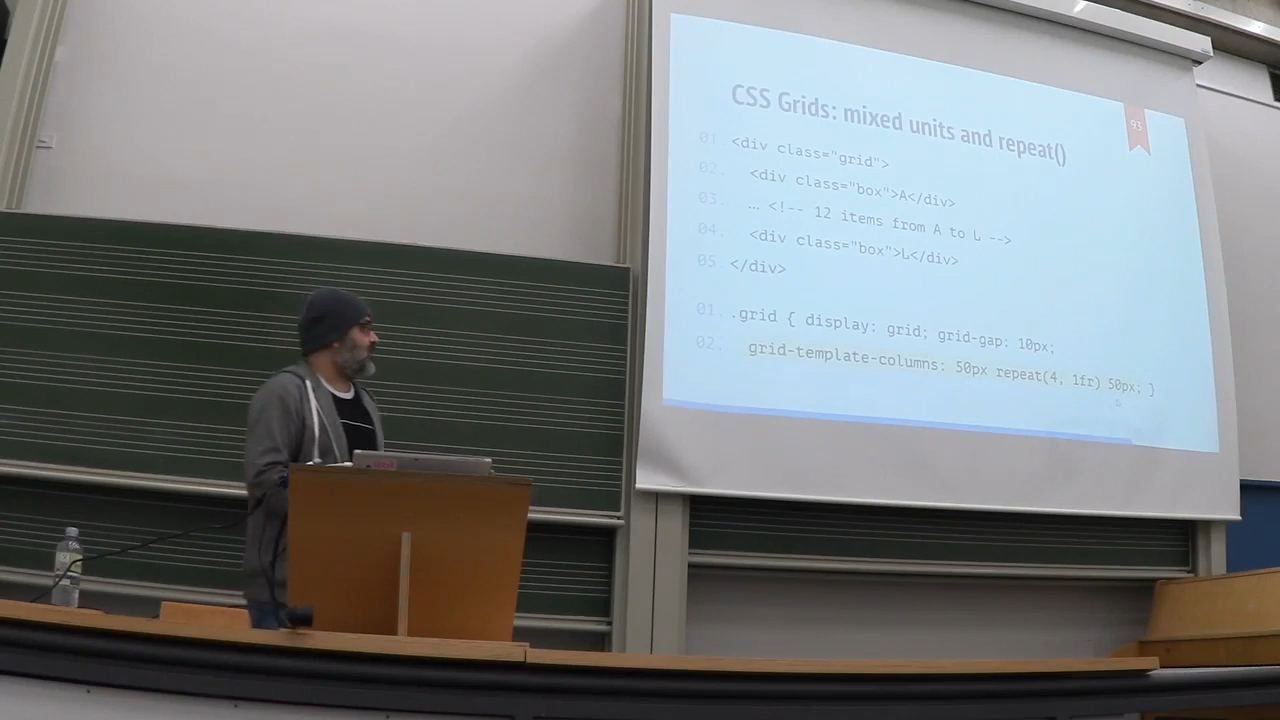 CSS Grids: mixed units and repeat()
93
01. <div class="grid">
02. <div class="box">A</div>
03. … <!-- 12 items from A to L -->
04. <div class="box">L</div>
05. </div>
01. .grid { display: grid; grid-gap: 10px;
02. grid-template-columns: 50px repeat(4, 1fr) 50px; }